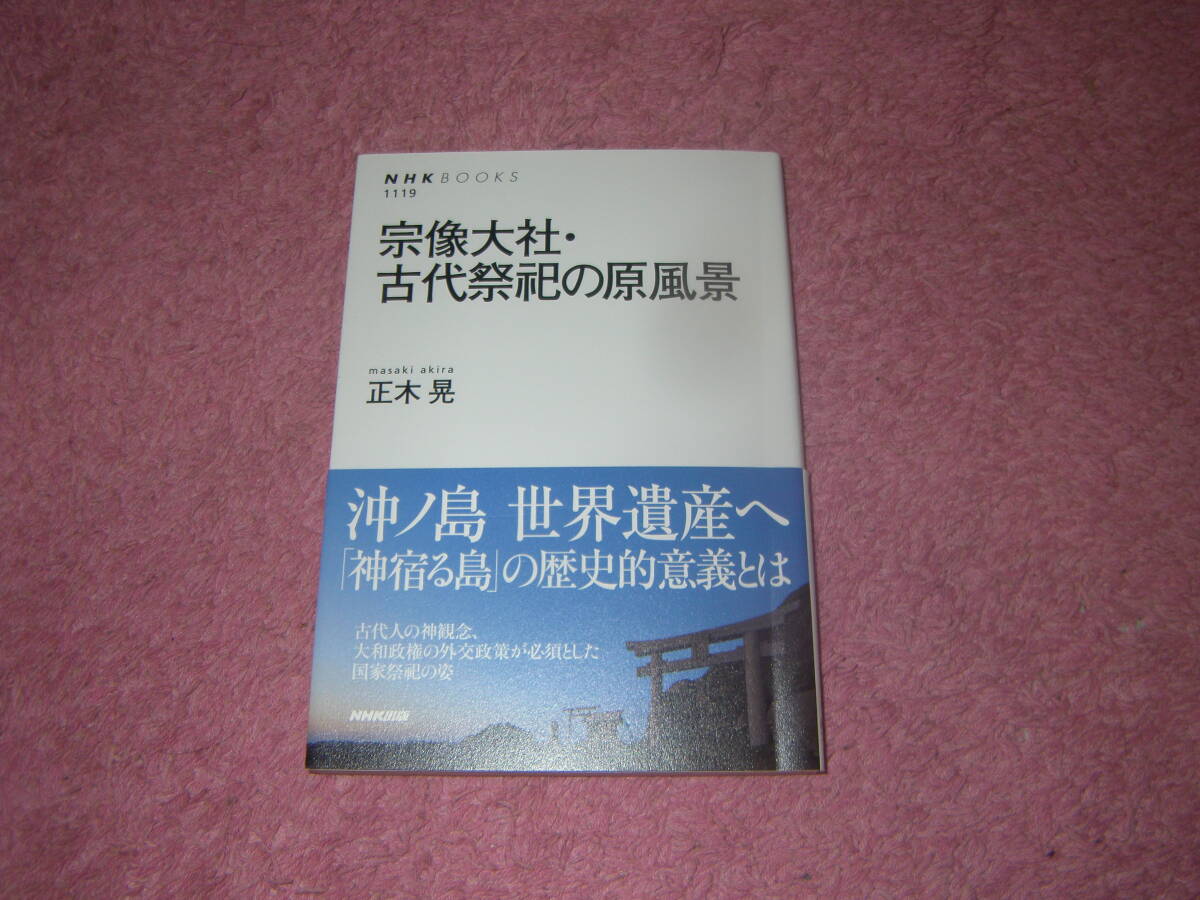 NHK BOOKS
1119
宗像大社・
古代祭祀の原風景
masaki akira
正木 晃
沖ノ島 世界遺産へ
「神宿る島」の歴史的意義とは
古代人の神観念、
大和政権の外交政策が必須とした
国家祭祀の姿
NHK出版